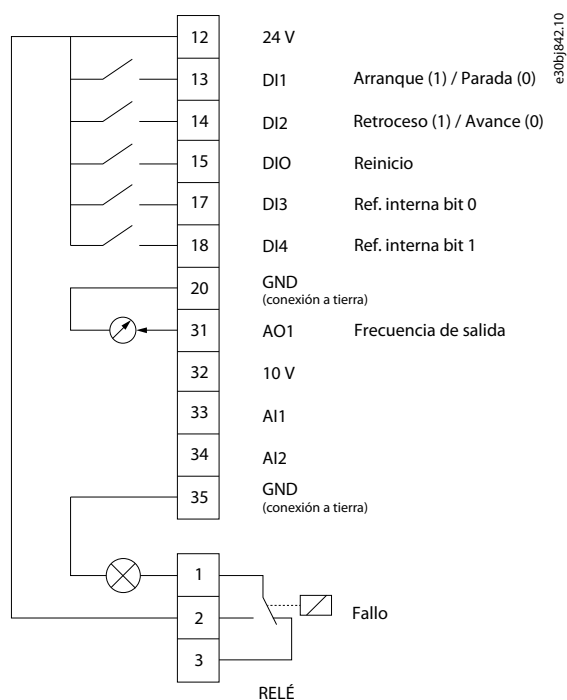 e30bj842.10
12 24 V
13 DI1 Arranque (1) / Parada (0)
14 DI2 Retroceso (1) / Avance (0)
15 DIO Reinicio
17 DI3 Ref. interna bit 0
18 DI4 Ref. interna bit 1
20 GND
(conexión a tierra)
31 AO1 Frecuencia de salida
32 10 V
33 AI1
34 AI2
35 GND
(conexión a tierra)
1
2 Fallo
3
RELÉ